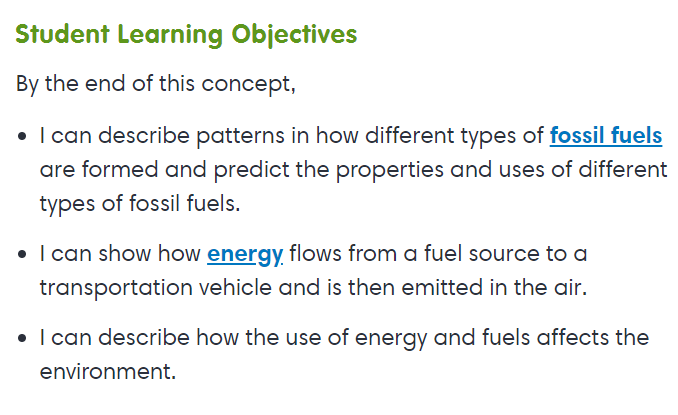 Student Learning Objectives
By the end of this concept,
• I can describe patterns in how different types of fossil fuels
are formed and predict the properties and uses of different
types of fossil fuels.
• I can show how energy flows from a fuel source to a
transportation vehicle and is then emitted in the air.
• I can describe how the use of energy and fuels affects the
environment.